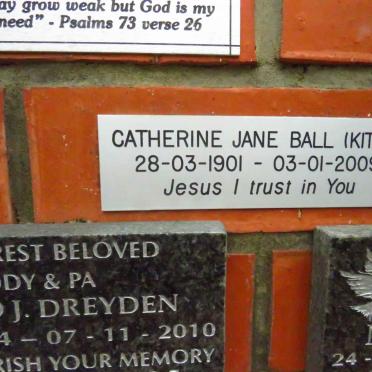 ay grow weak but God is my
need" - Psalms 73 verse 26
CATHERINE JANE BALL (KIT
28-03-1901 - 03-01-2009
Jesus I trust in You
REST BELOVED
DDY & PA
J. DREYDEN
4 - 07 - 11 - 2010
RISH YOUR MEMORY
24 -